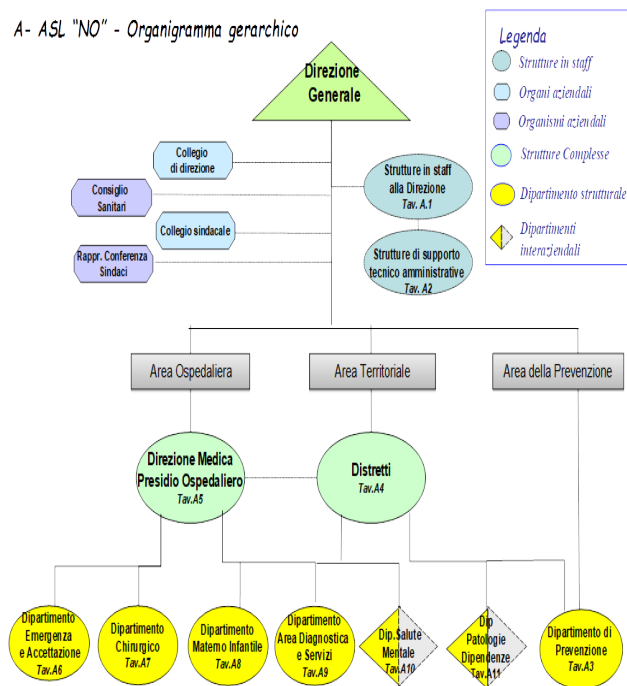 A- ASL "NO" - Organigramma gerarchico
Legenda
Strutture in staff
Organi aziendali
Organismi aziendali
Strutture Complesse
Dipartimento strutturale
Dipartimenti
interaziendali
Direzione
Generale
Collegio
di direzione
Consiglio
Sanitari
Collegio sindacale
Rappr. Conferenza
Sindaci
Strutture in staff
alla Direzione
Tav. A.1
Strutture di supporto
tecnico amministrative
Tav. A2
Area Ospedaliera
Area Territoriale
Area della Prevenzione
Direzione Medica
Presidio Ospedaliero
Tav.A5
Distretti
Tav.A4
Dipartimento
Emergenza
e Accettazione
Tav.A6
Dipartimento
Chirurgico
Tav.A7
Dipartimento
Materno Infantile
Tav.A8
Dipartimento
Area Diagnostica
e Servizi
Tav.A9
Dip.Salute
Mentale
Tav.A10
Dip
Patologie
Dipendenze
Tav.A11
Dipartimento di
Prevenzione
Tav.A3